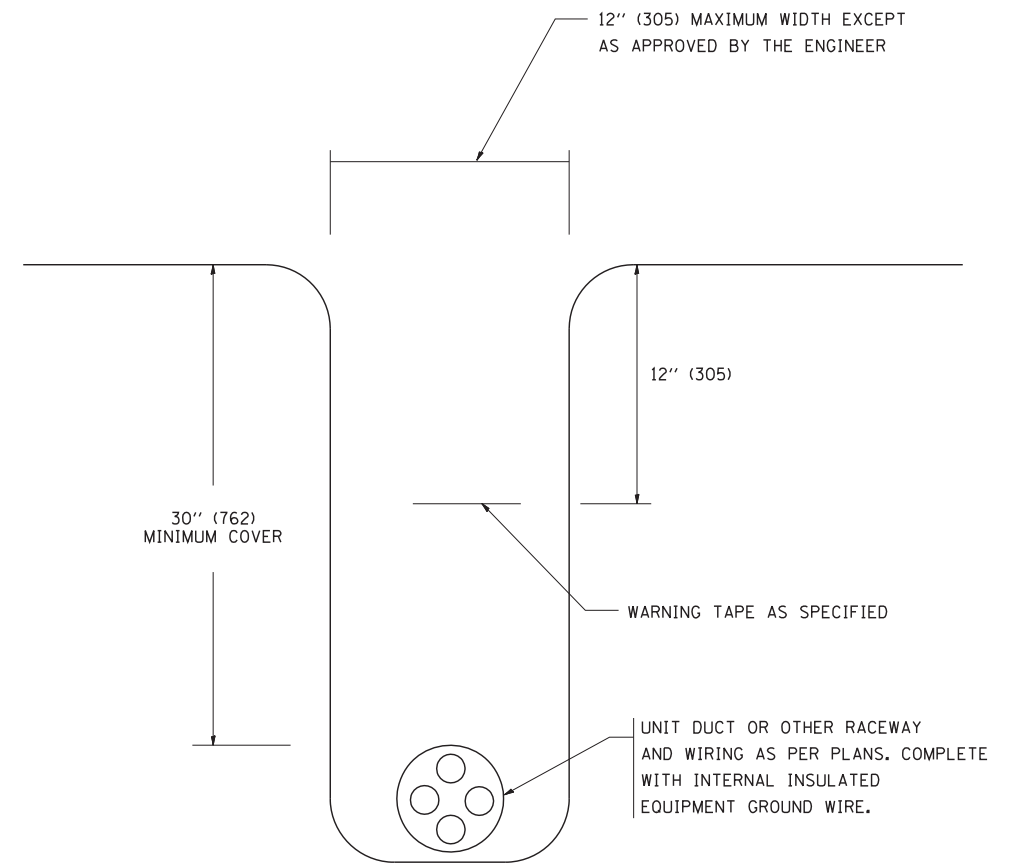 12'' (305) MAXIMUM WIDTH EXCEPT
AS APPROVED BY THE ENGINEER
12'' (305)
30'' (762)
MINIMUM COVER
WARNING TAPE AS SPECIFIED
UNIT DUCT OR OTHER RACEWAY
AND WIRING AS PER PLANS. COMPLETE
WITH INTERNAL INSULATED
EQUIPMENT GROUND WIRE.